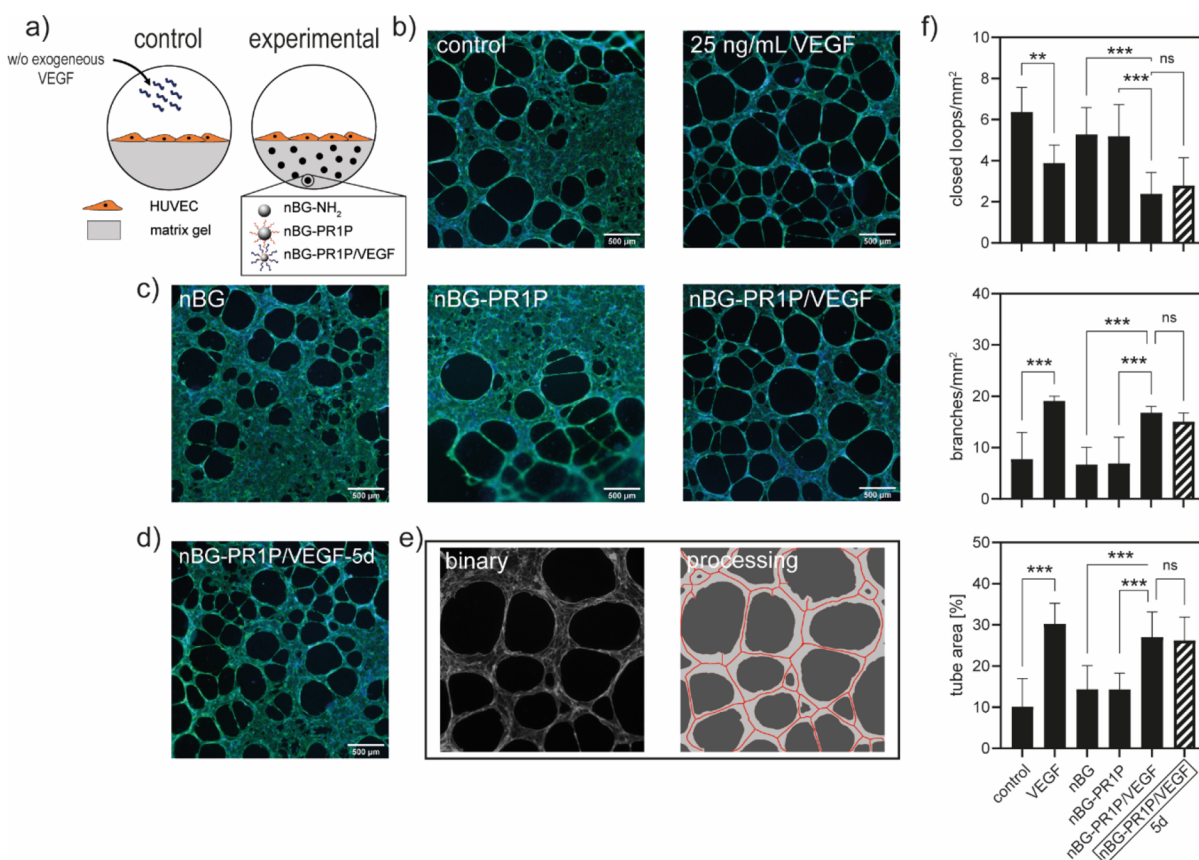 a)
control
experimental
w/o exogeneous
VEGF
HUVEC
matrix gel
nBG-NH2
nBG-PR1P
nBG-PR1P/VEGF
b)
control
500 µm
25 ng/mL VEGF
500 µm
c)
nBG
500 µm
nBG-PR1P
500 µm
nBG-PR1P/VEGF
500 µm
d)
nBG-PR1P/VEGF-5d
500 µm
e)
binary
processing
f)
closed loops/mm²
10
8
6
4
2
0
**
***
***
ns
branches/mm²
40
30
20
10
0
***
***
***
ns
tube area [%]
50
40
30
20
10
0
***
***
***
ns
control
VEGF
nBG
nBG-PR1P
nBG-PR1P/VEGF
nBG-PR1P/VEGF
5d